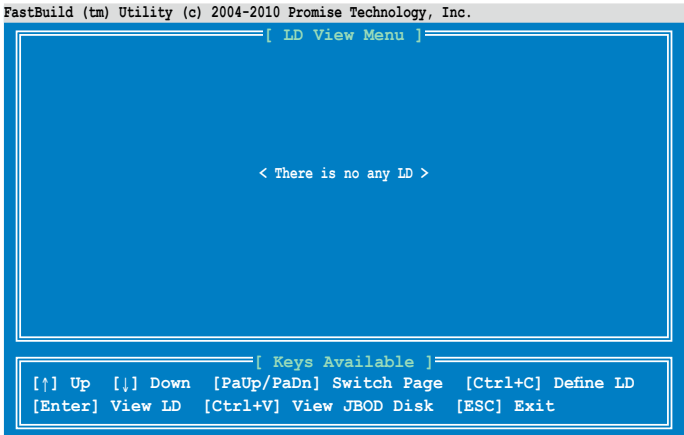 FastBuild (tm) Utility (c) 2004-2010 Promise Technology, Inc.
[ LD View Menu ]
< There is no any LD >
[ Keys Available ]
[↑] Up [↓] Down [PaUp/PaDn] Switch Page [Ctrl+C] Define LD
[Enter] View LD [Ctrl+V] View JBOD Disk [ESC] Exit